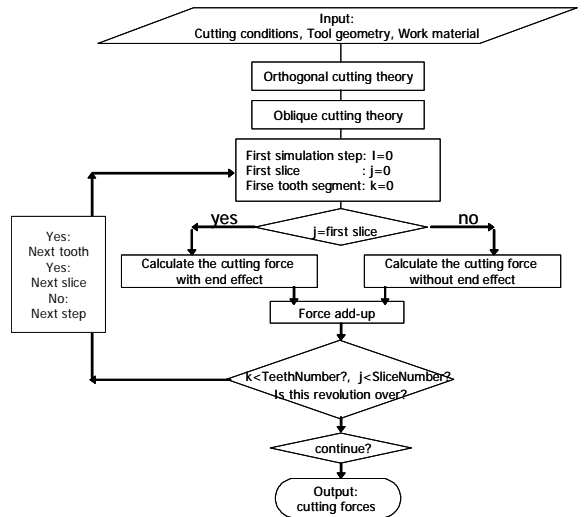 Input:
Cutting conditions, Tool geometry, Work material
Orthogonal cutting theory
Oblique cutting theory
First simulation step: I=0
First slice : j=0
Firse tooth segment: k=0
yes
no
j=first slice
Calculate the cutting force
with end effect
Calculate the cutting force
without end effect
Yes:
Next tooth
Yes:
Next slice
No:
Next step
Force add-up
k<TeethNumber?, j<SliceNumber?
Is this revolution over?
continue?
Output:
cutting forces